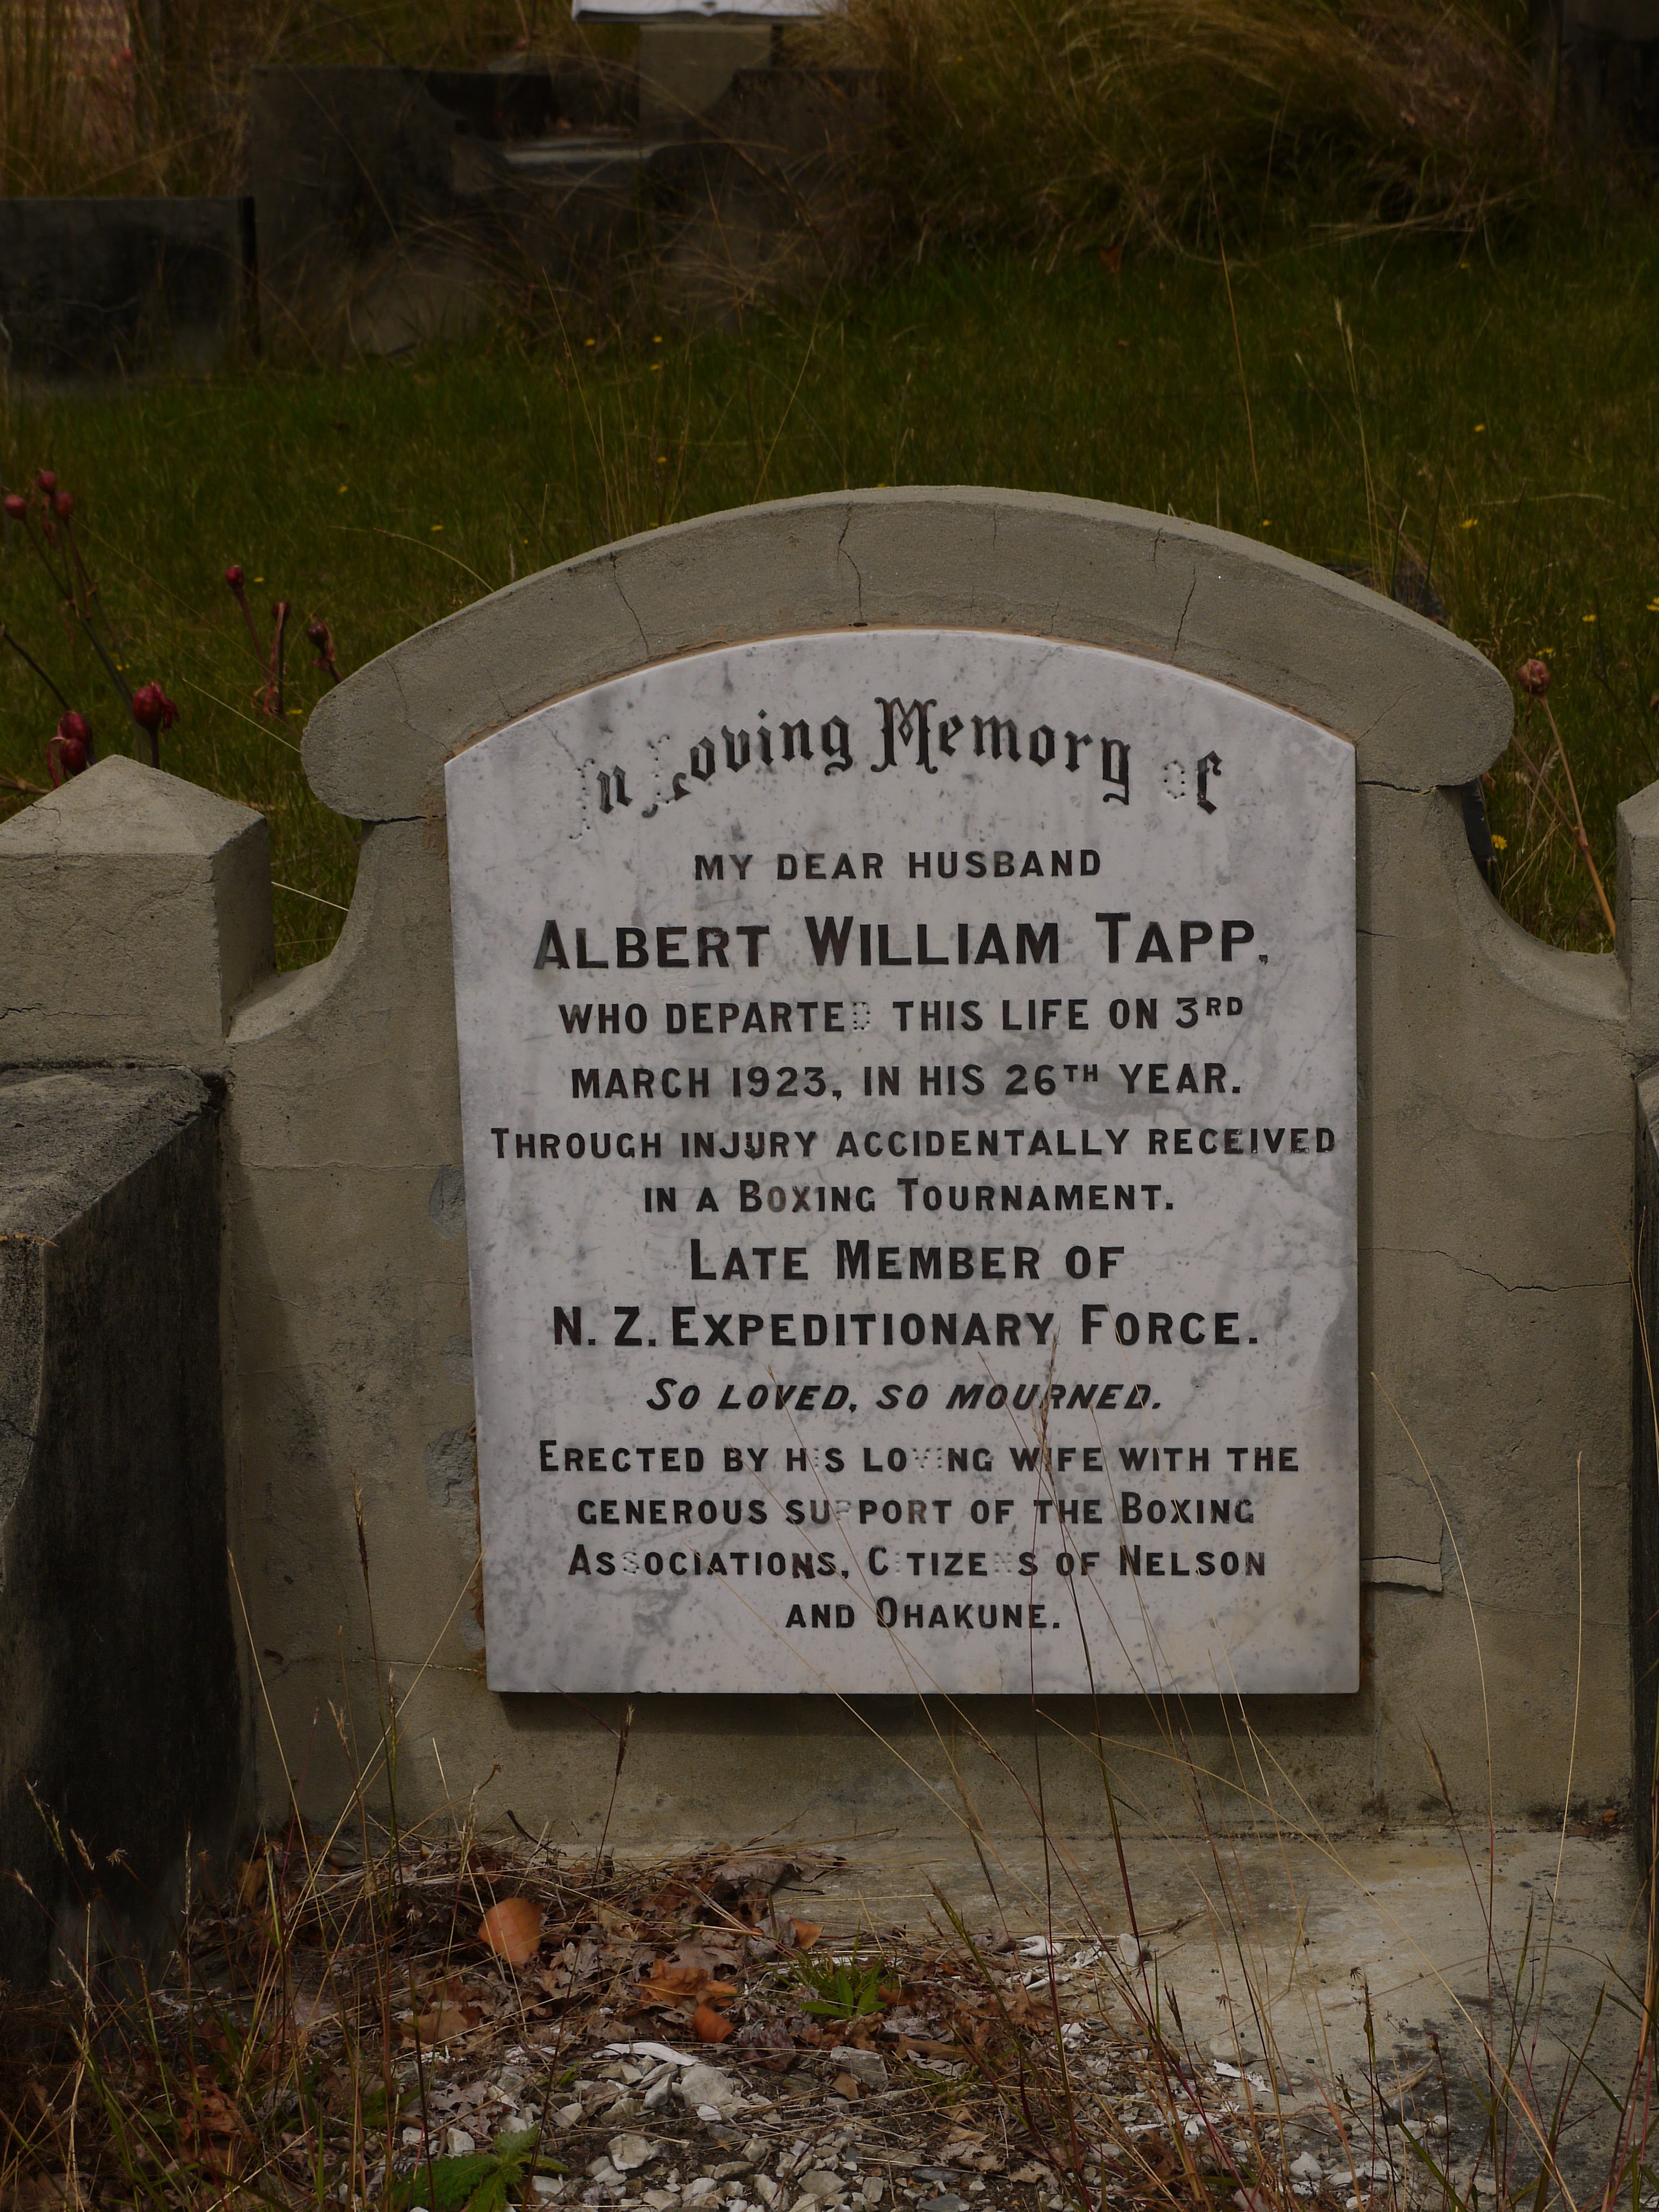 In Loving Memory of
MY DEAR HUSBAND
ALBERT WILLIAM TAPP,
WHO DEPARTED THIS LIFE ON 3RD
MARCH 1923, IN HIS 26TH YEAR.
THROUGH INJURY ACCIDENTALLY RECEIVED
IN A BOXING TOURNAMENT.
LATE MEMBER OF
N. Z. EXPEDITIONARY FORCE.
SO LOVED, SO MOURNED.
ERECTED BY HIS LOVING WIFE WITH THE
GENEROUS SUPPORT OF THE BOXING
ASSOCIATIONS, CITIZENS OF NELSON
AND OHAKUNE.